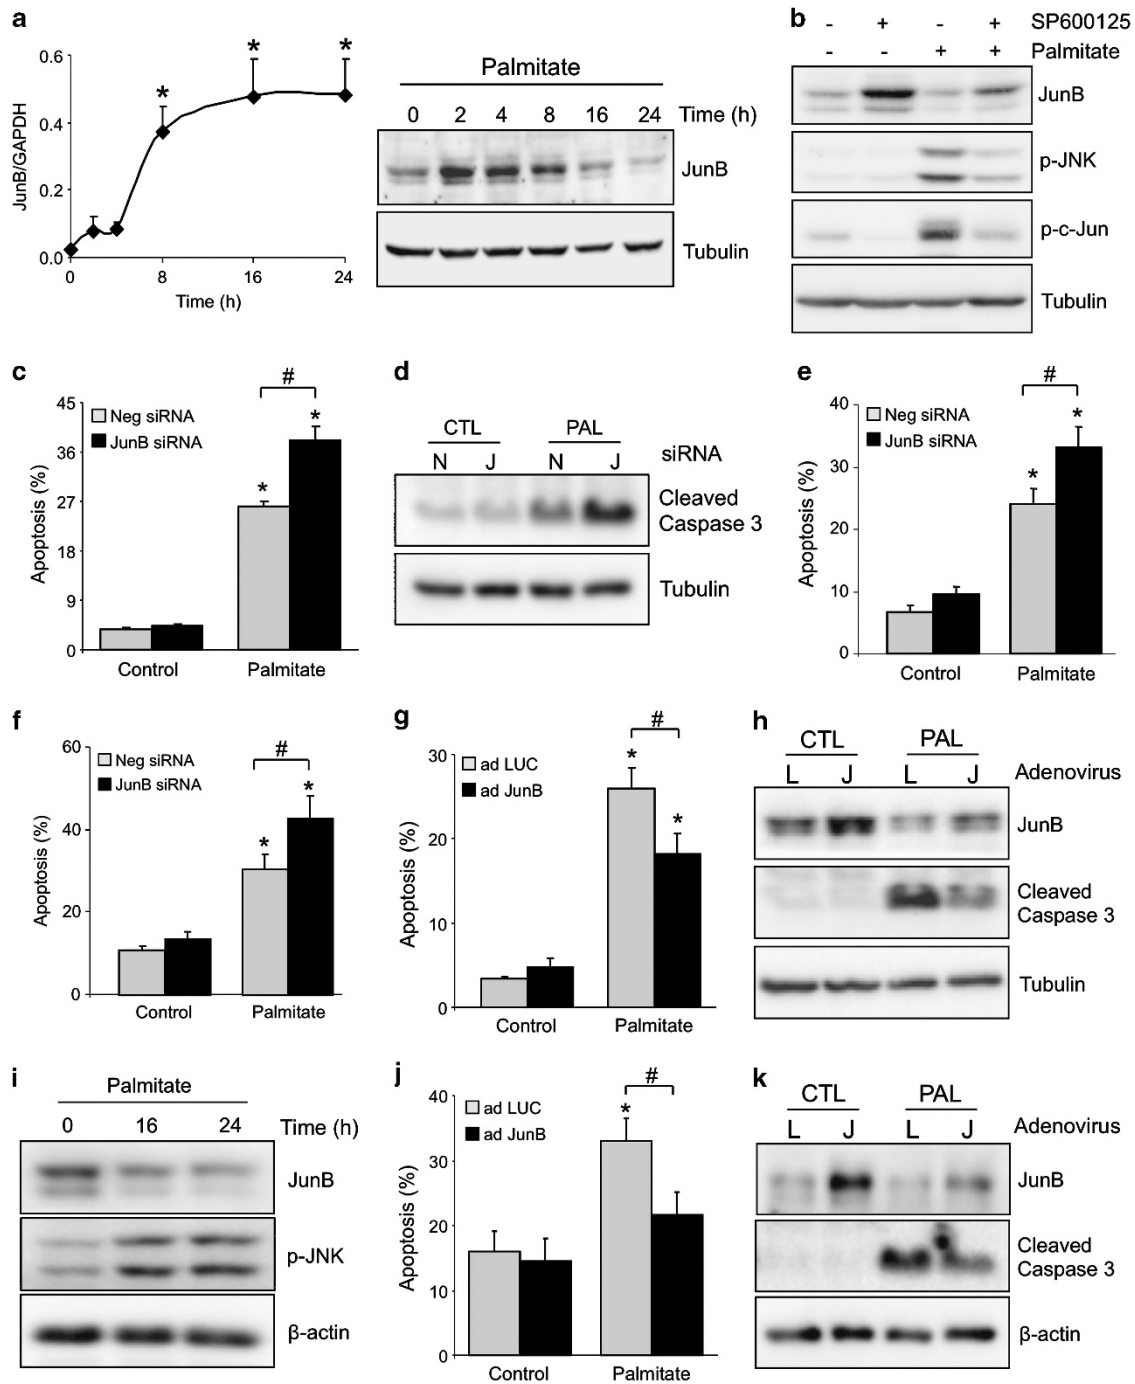 a
*
*
*
0.6
0.4
0.2
0.0
JunB/GAPDH
0
8
16
24
Time (h)
Palmitate
0 2 4 8 16 24 Time (h)
JunB
Tubulin
b
- + - + SP600125
- - + + Palmitate
JunB
p-JNK
p-c-Jun
Tubulin
c
#
45
36
27
18
9
0
Apoptosis (%)
Neg siRNA
JunB siRNA
*
*
Control
Palmitate
d
CTL PAL
N J N J siRNA
Cleaved
Caspase 3
Tubulin
e
#
40
30
20
10
0
Apoptosis (%)
Neg siRNA
JunB siRNA
*
*
Control
Palmitate
f
#
60
40
20
0
Apoptosis (%)
Neg siRNA
JunB siRNA
*
*
Control
Palmitate
g
#
30
20
10
0
Apoptosis (%)
ad LUC
ad JunB
*
*
Control
Palmitate
h
CTL PAL
L J L J Adenovirus
JunB
Cleaved
Caspase 3
Tubulin
i
Palmitate
0 16 24 Time (h)
JunB
p-JNK
β-actin
j
#
40
30
20
10
0
Apoptosis (%)
ad LUC
ad JunB
*
Control
Palmitate
k
CTL PAL
L J L J Adenovirus
JunB
Cleaved
Caspase 3
β-actin